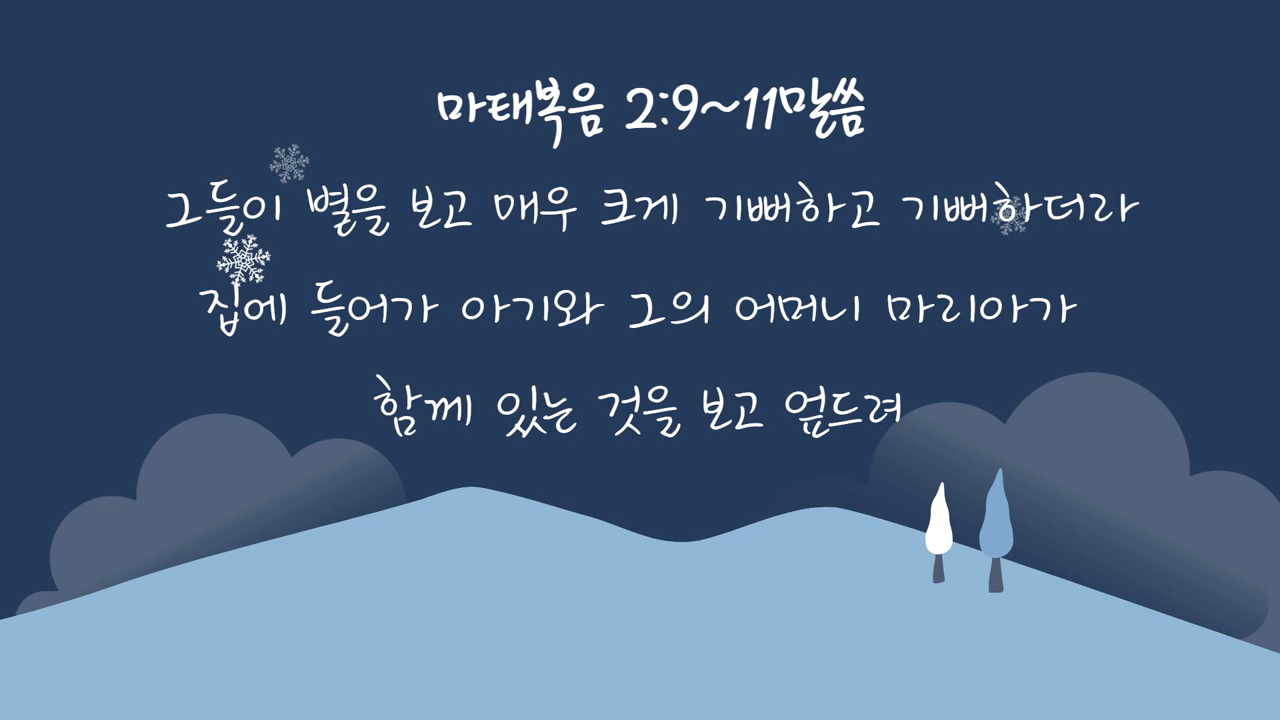 마태복음 2:9~11말씀
그들이 별을 보고 매우 크게 기뻐하고 기뻐하더라
집에 들어가 아기와 그의 어머니 마리아가
함께 있는 것을 보고 엎드려